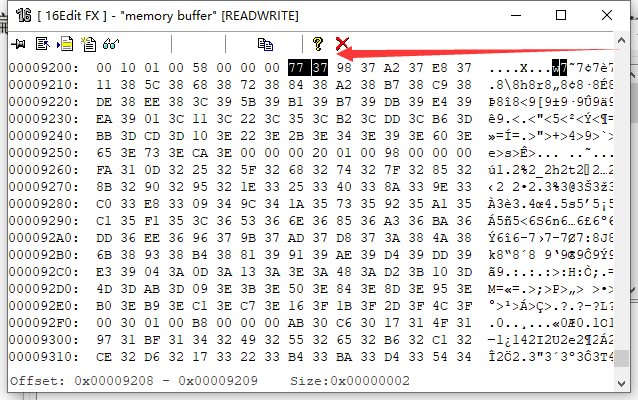 [ 16Edit FX ] - "memory buffer" [READWRITE]
00009200: 00 10 01 00 58 00 00 00 77 37 98 37 A2 37 E8 37 ....X...w7˜7¢7è7
00009210: 11 38 5C 38 68 38 72 38 84 38 A2 38 B7 38 C9 38 .8\8h8r8„8¢8·8É8
00009220: DE 38 EE 38 3C 39 5B 39 B1 39 B7 39 DB 39 E4 39 Þ8î8<9[9±9·9Û9ä9
00009230: EA 39 01 3C 11 3C 22 3C 35 3C B2 3C DD 3C B6 3D ê9.<.<"<5<²<Ý<¶=
00009240: BB 3D CD 3D 10 3E 22 3E 2B 3E 34 3E 39 3E 60 3E »=Í=.>">+>4>9>`>
00009250: 65 3E 73 3E CA 3E 00 00 00 20 01 00 98 00 00 00 e>s>Ê>... ..˜...
00009260: FA 31 0D 32 25 32 5F 32 68 32 74 32 7F 32 85 32 ú1.2%2_2h2t2 2…2
00009270: 8B 32 90 32 95 32 1E 33 25 33 40 33 8A 33 9E 33 ‹2 2•2.3%3@3Š3ž3
00009280: C0 33 E8 33 09 34 9C 34 1A 35 73 35 92 35 A1 35 À3è3.4œ4.5s5’5¡5
00009290: C1 35 F1 35 3C 36 53 36 6E 36 85 36 A3 36 BA 36 Á5ñ5<6S6n6…6£6º6
000092A0: DD 36 EE 36 96 37 9B 37 AD 37 D8 37 3A 38 4A 38 Ý6î6–7›7-7Ø7:8J8
000092B0: 6B 38 93 38 B4 38 81 39 91 39 AE 39 D4 39 DD 39 k8“8´8 9‘9®9Ô9Ý9
000092C0: E3 39 04 3A 0D 3A 13 3A 3E 3A 48 3A D2 3B 10 3D ã9.:.:.:>:H:Ò;.=
000092D0: 4D 3D AB 3D 09 3E 3B 3E 50 3E 84 3E 8D 3E 95 3E M=«=.>;>P>„> >•>
000092E0: B0 3E B9 3E C1 3E C7 3E 16 3F 1B 3F 2D 3F 4C 3F °>¹>Á>Ç>.?.?-?L?
000092F0: 00 30 01 00 B8 00 00 00 AB 30 C6 30 17 31 4F 31 .0..¸...«0Æ0.1O1
00009300: 97 31 BF 31 34 32 49 32 55 32 65 32 B6 32 C1 32 —1¿142I2U2e2¶2Á2
00009310: CE 32 D6 32 17 33 22 33 B4 33 BA 33 D4 33 54 34 Î2Ö2.3"3´3º3Ô3T4
Offset: 0x00009208 - 0x00009209 Size:0x00000002